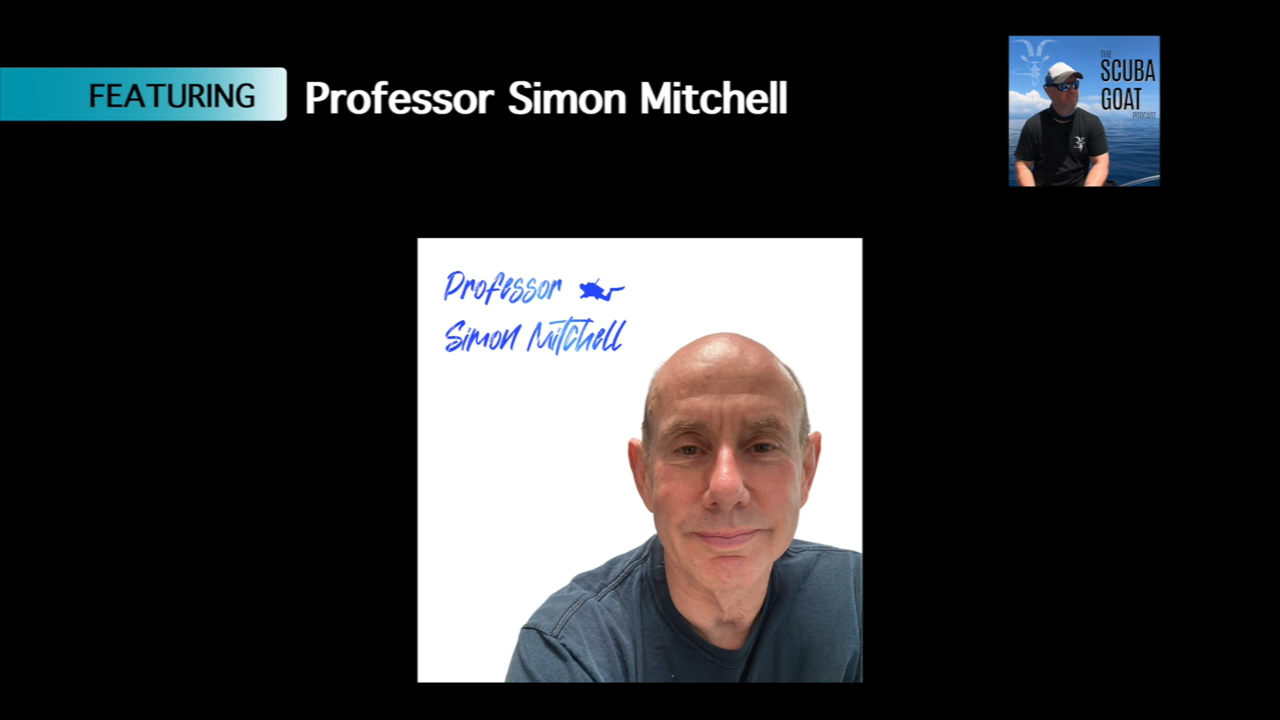 FEATURING
Professor Simon Mitchell
THE
SCUBA
GOAT
PODCAST
Professor
Simon Mitchell